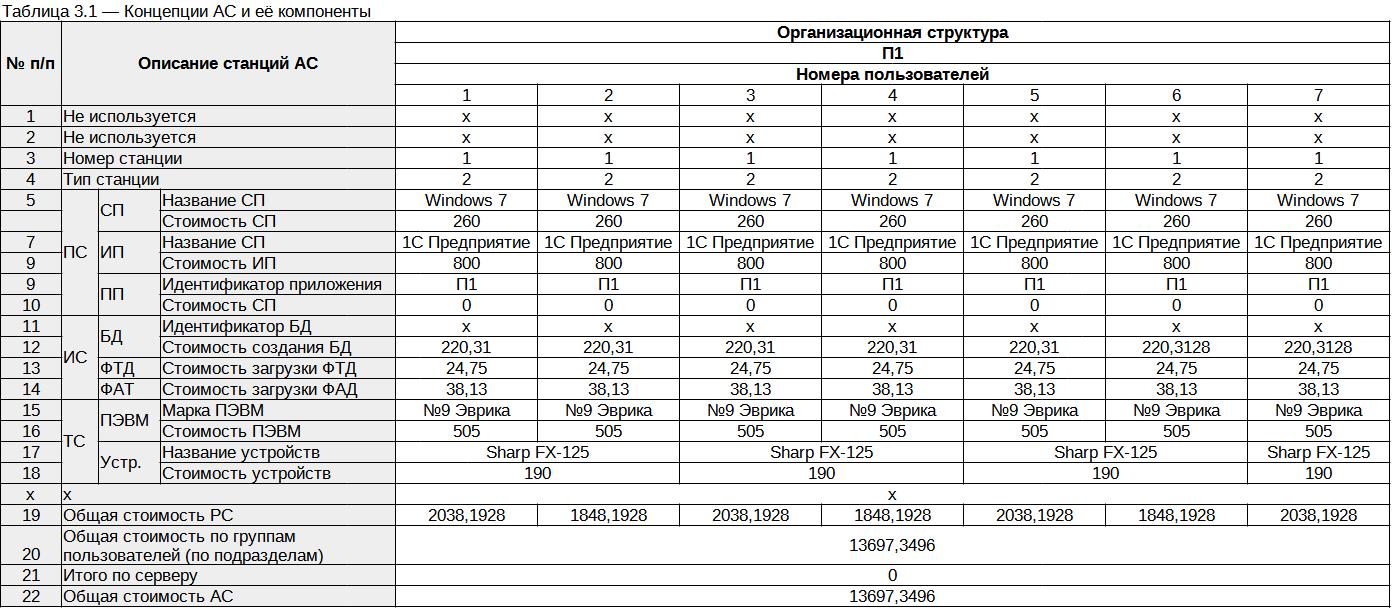 Таблица 3.1 — Концепции АС и её компоненты
№ п/п Описание станций АС Организационная структура
П1
Номера пользователей
1 2 3 4 5 6 7
1 Не используется x x x x x x x
2 Не используется x x x x x x x
3 Номер станции 1 1 1 1 1 1 1
4 Тип станции 2 2 2 2 2 2 2
5 ПС СП Название СП Windows 7 Windows 7 Windows 7 Windows 7 Windows 7 Windows 7 Windows 7
Стоимость СП 260 260 260 260 260 260 260
7 ИП Название СП 1С Предприятие 1С Предприятие 1С Предприятие 1С Предприятие 1С Предприятие 1С Предприятие 1С Предприятие
9 Стоимость ИП 800 800 800 800 800 800 800
9 ПП Идентификатор приложения П1 П1 П1 П1 П1 П1 П1
10 Стоимость СП 0 0 0 0 0 0 0
11 ИС БД Идентификатор БД x x x x x x x
12 Стоимость создания БД 220,31 220,31 220,31 220,31 220,31 220,3128 220,3128
13 ФТД Стоимость загрузки ФТД 24,75 24,75 24,75 24,75 24,75 24,75 24,75
14 ФАТ Стоимость загрузки ФАД 38,13 38,13 38,13 38,13 38,13 38,13 38,13
15 ТС ПЭВМ Марка ПЭВМ №9 Эврика №9 Эврика №9 Эврика №9 Эврика №9 Эврика №9 Эврика №9 Эврика
16 Стоимость ПЭВМ 505 505 505 505 505 505 505
17 Устр. Название устройств Sharp FX-125 Sharp FX-125 Sharp FX-125 Sharp FX-125
18 Стоимость устройств 190 190 190 190
x x x
19 Общая стоимость РС 2038,1928 1848,1928 2038,1928 1848,1928 2038,1928 1848,1928 2038,1928
20 Общая стоимость по группам
пользователей (по подразделам) 13697,3496
21 Итого по серверу 0
22 Общая стоимость АС 13697,3496